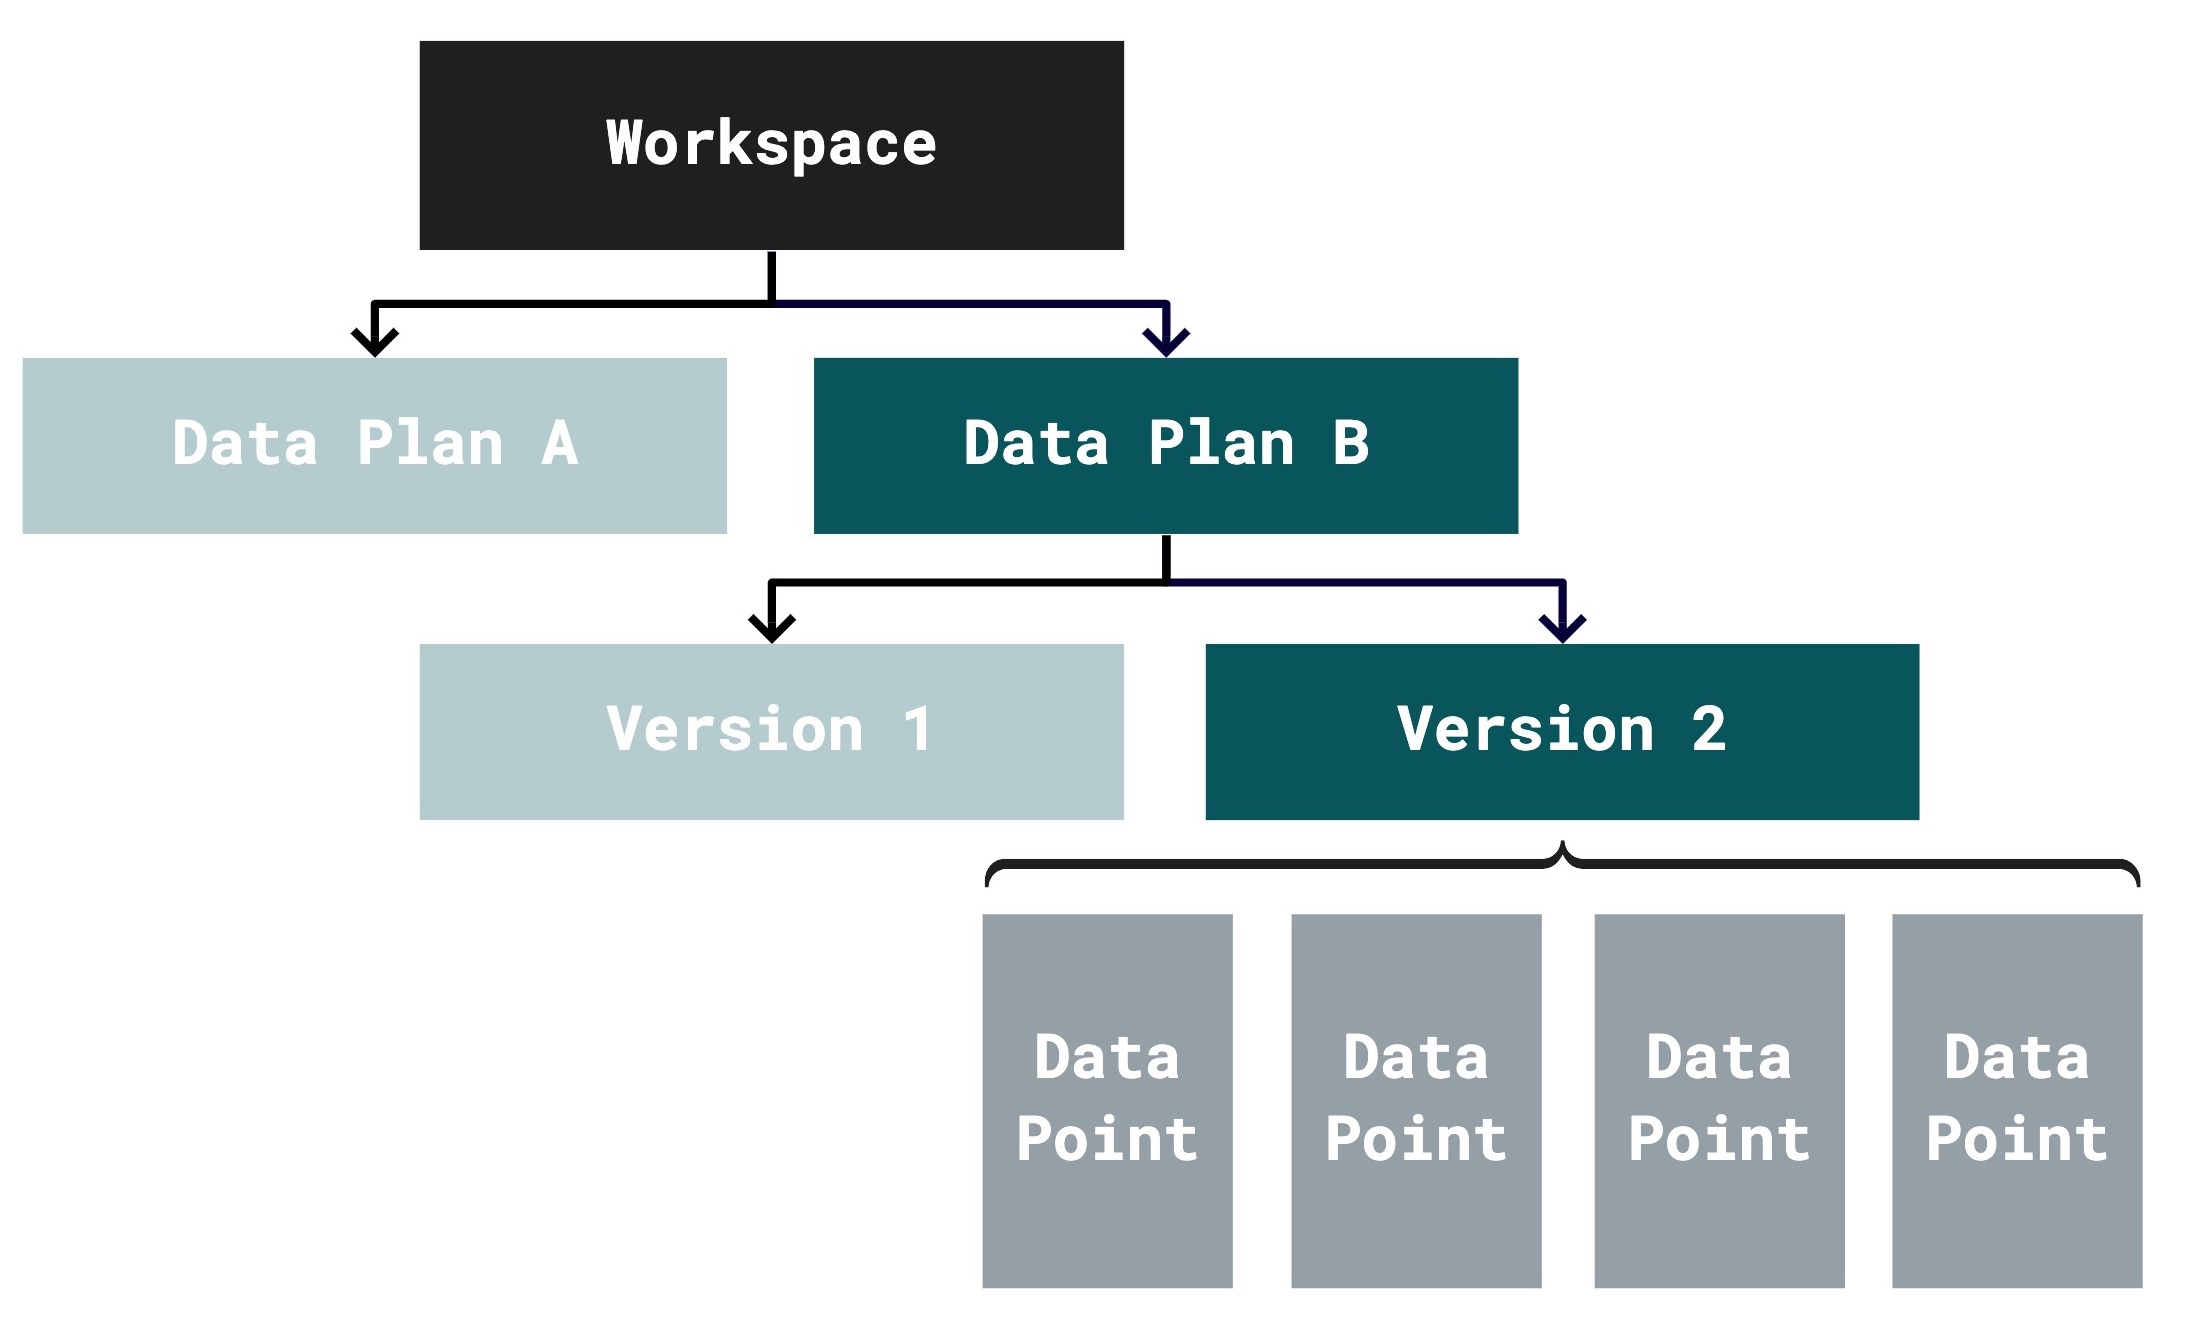 Workspace
Data Plan A
Data Plan B
Version 1
Version 2
Data
Point
Data
Point
Data
Point
Data
Point